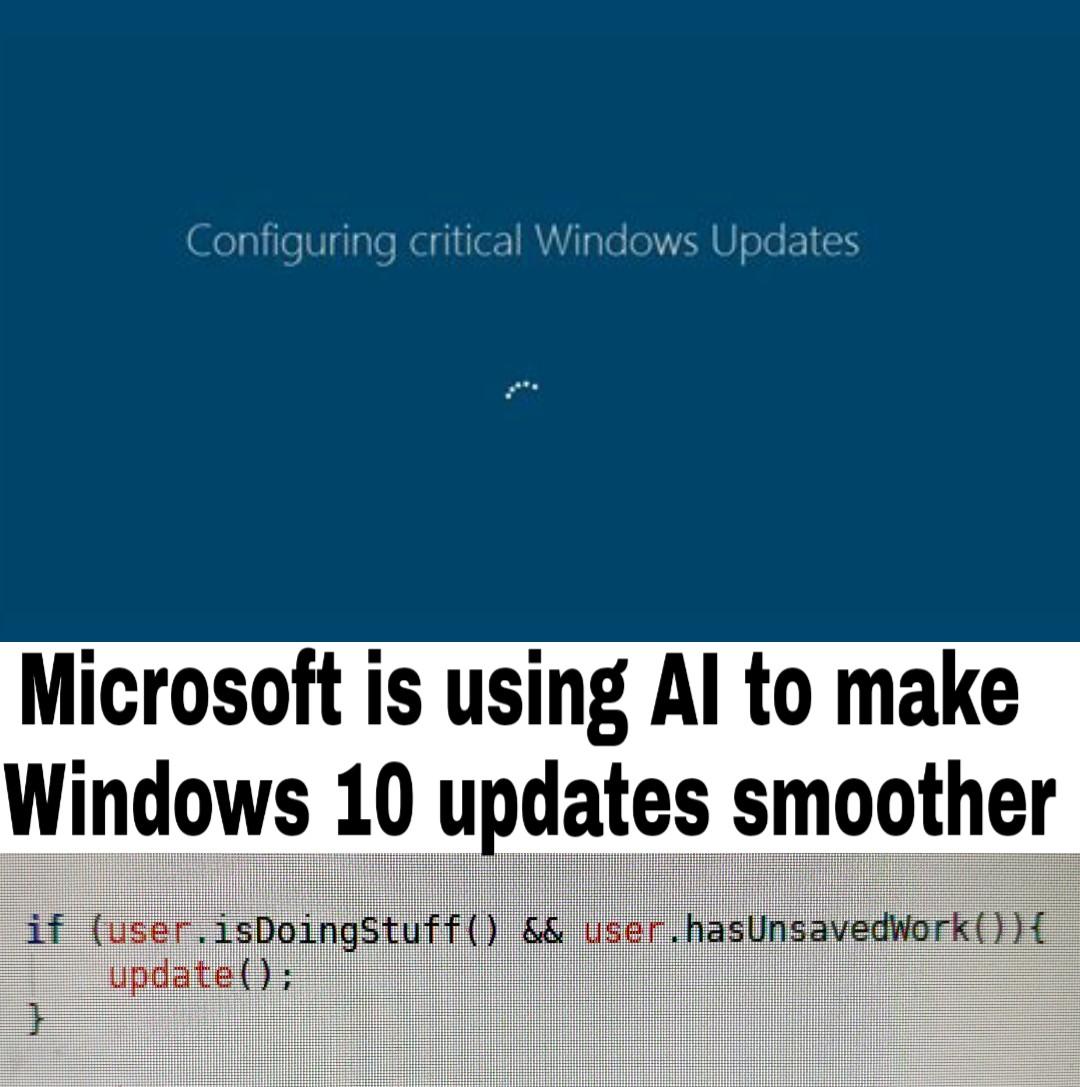 Configuring critical Windows Updates
Microsoft is using AI to make
Windows 10 updates smoother
if (user.isDoingStuff() && user.hasUnsavedWork()){
    update();
}